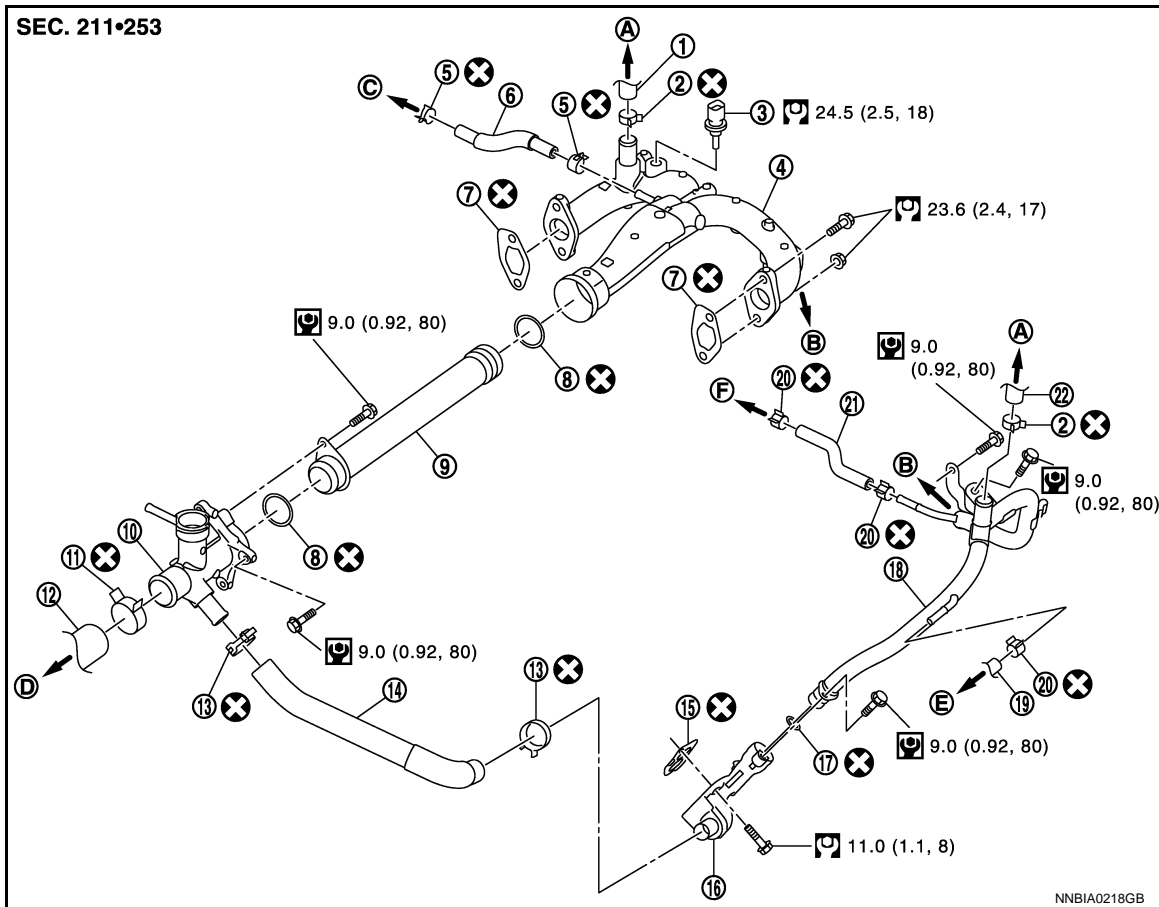 SEC. 211•253
A
1
5
2
C
6
5
3
24.5 (2.5, 18)
4
7
23.6 (2.4, 17)
7
9.0 (0.92, 80)
B
8
A
9.0
(0.92, 80)
F
20
21
22
2
9
B
9.0
(0.92, 80)
10
11
8
20
12
18
9.0 (0.92, 80)
D
13
14
13
15
E
19
20
9.0 (0.92, 80)
17
11.0 (1.1, 8)
16
NNBIA0218GB